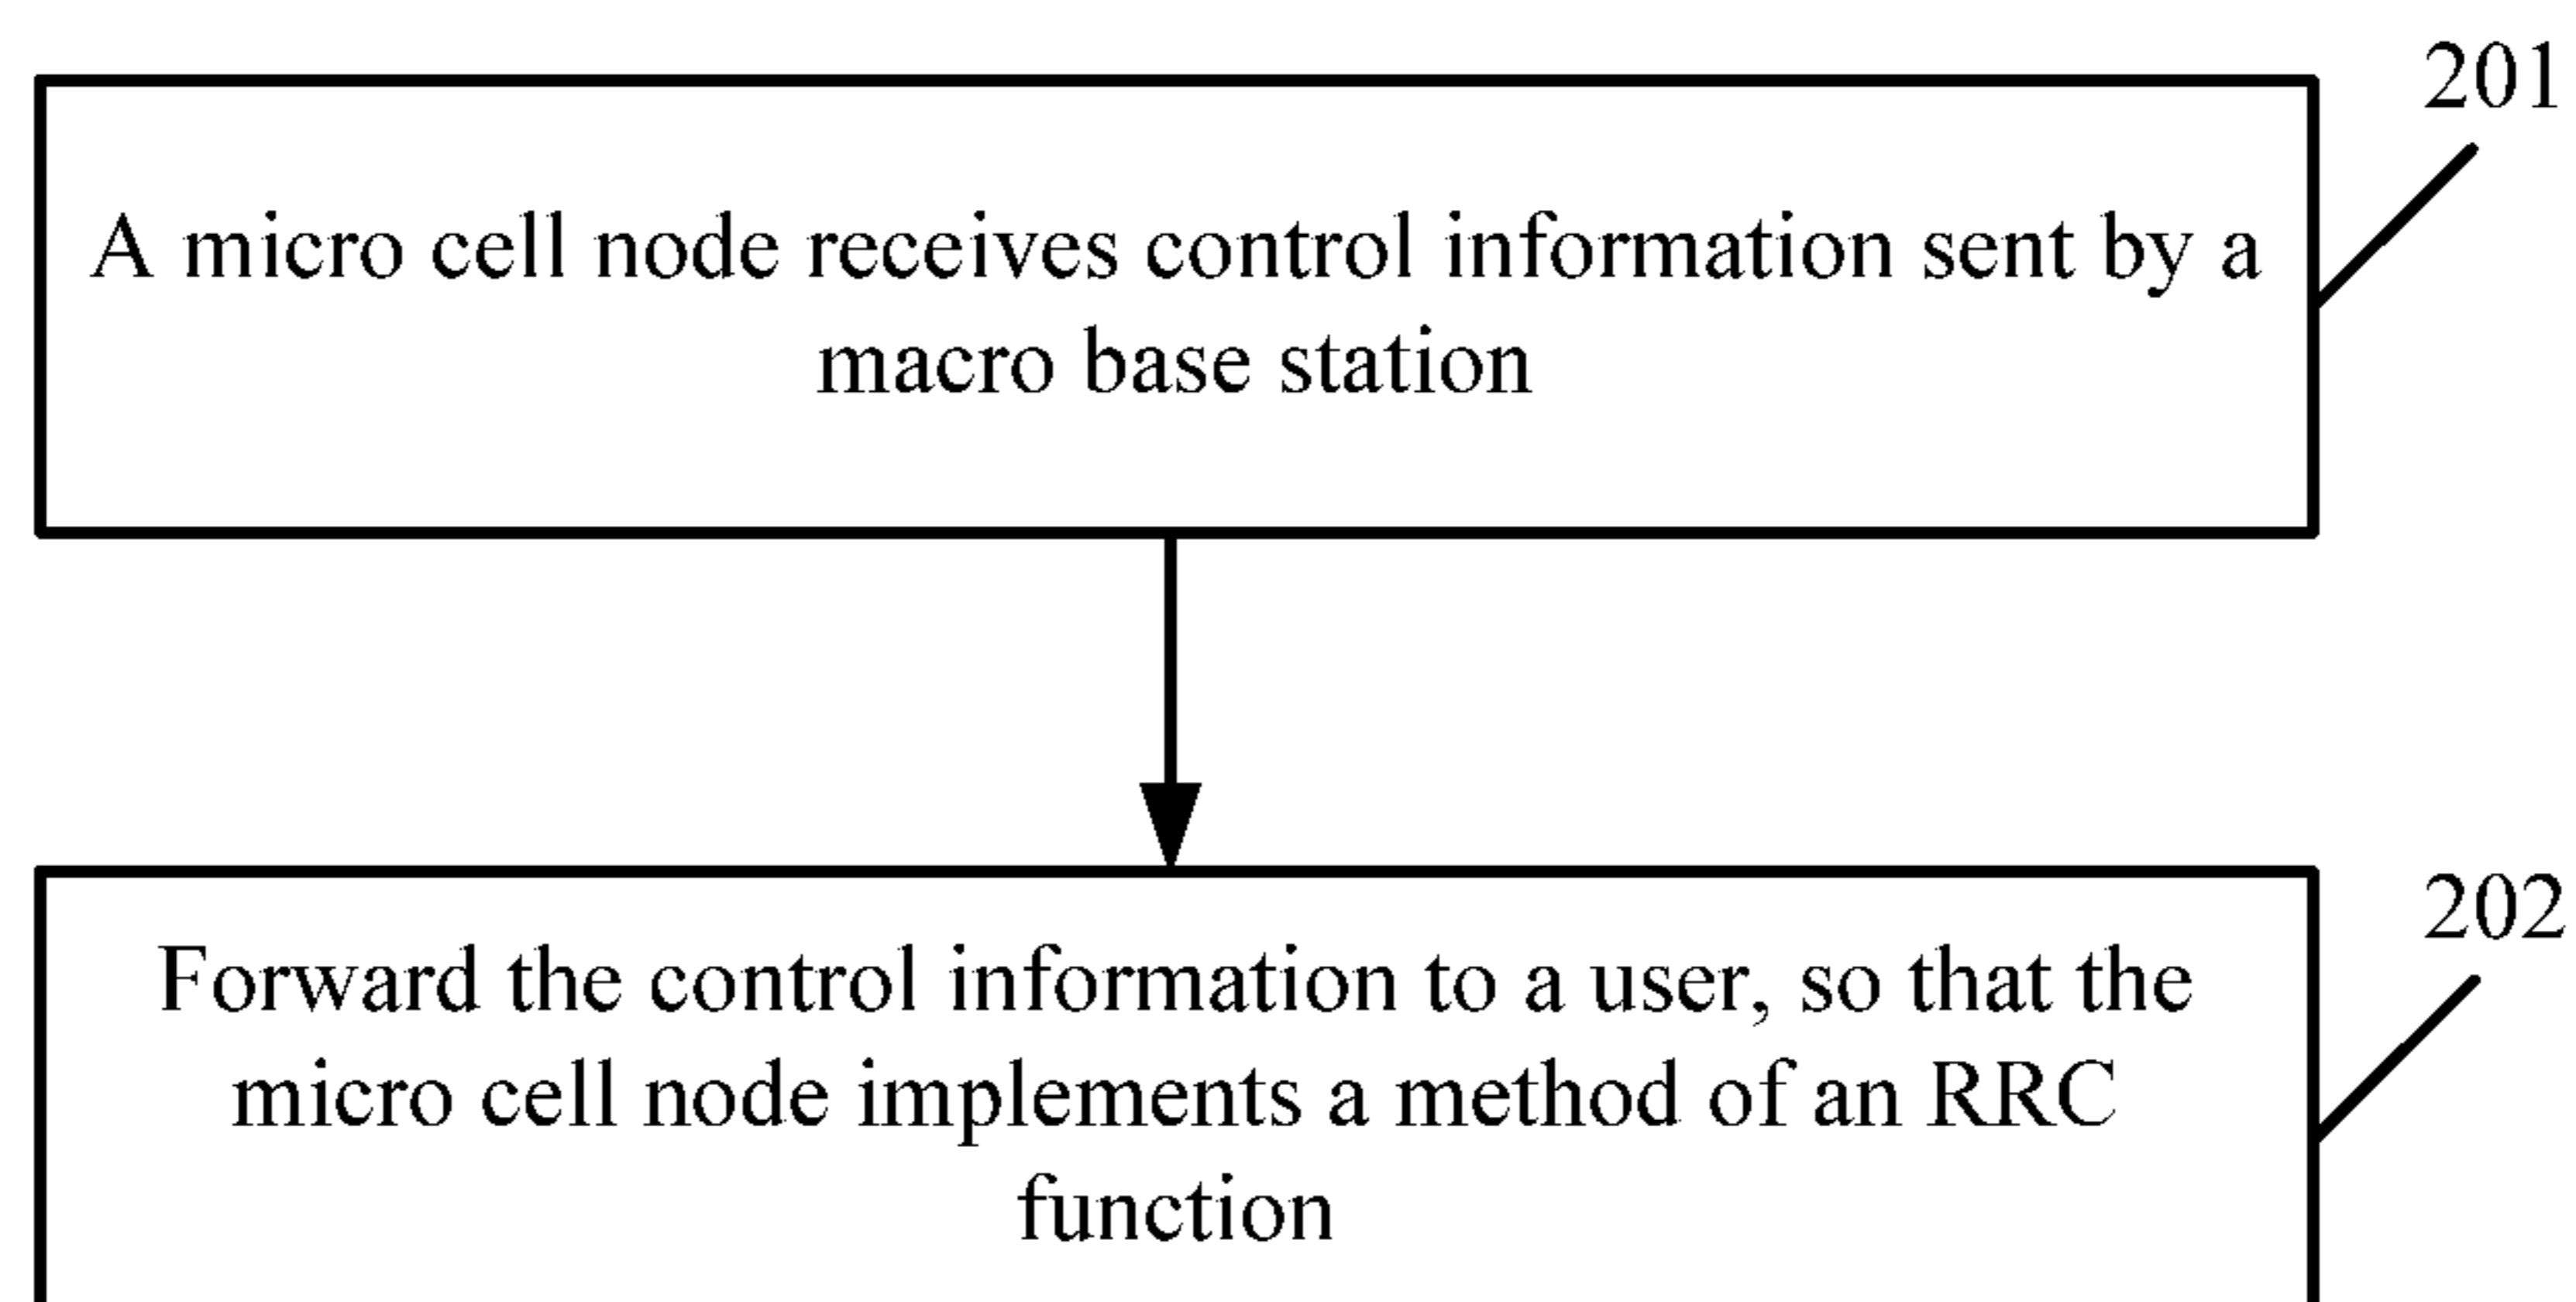 201
A micro cell node receives control information sent by a
macro base station
202
Forward the control information to a user, so that the
micro cell node implements a method of an RRC
function